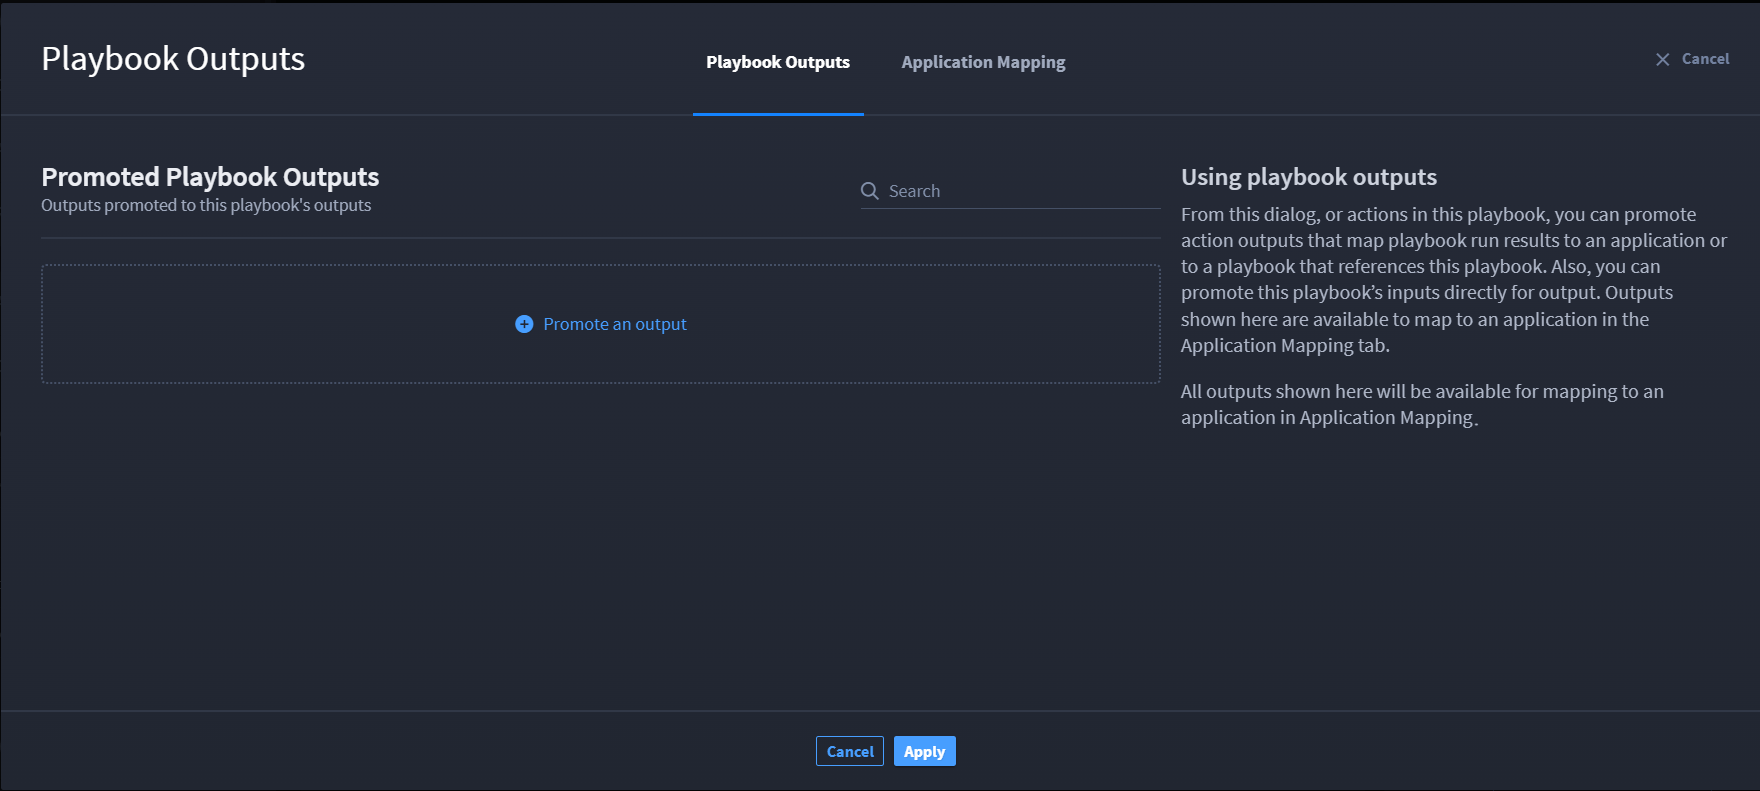 Playbook Outputs
Playbook Outputs
Application Mapping
Cancel
Promoted Playbook Outputs
Outputs promoted to this playbook's outputs
Search
Promote an output
Using playbook outputs
From this dialog, or actions in this playbook, you can promote
action outputs that map playbook run results to an application or
to a playbook that references this playbook. Also, you can
promote this playbook’s inputs directly for output. Outputs
shown here are available to map to an application in the
Application Mapping tab.
All outputs shown here will be available for mapping to an
application in Application Mapping.
Cancel
Apply